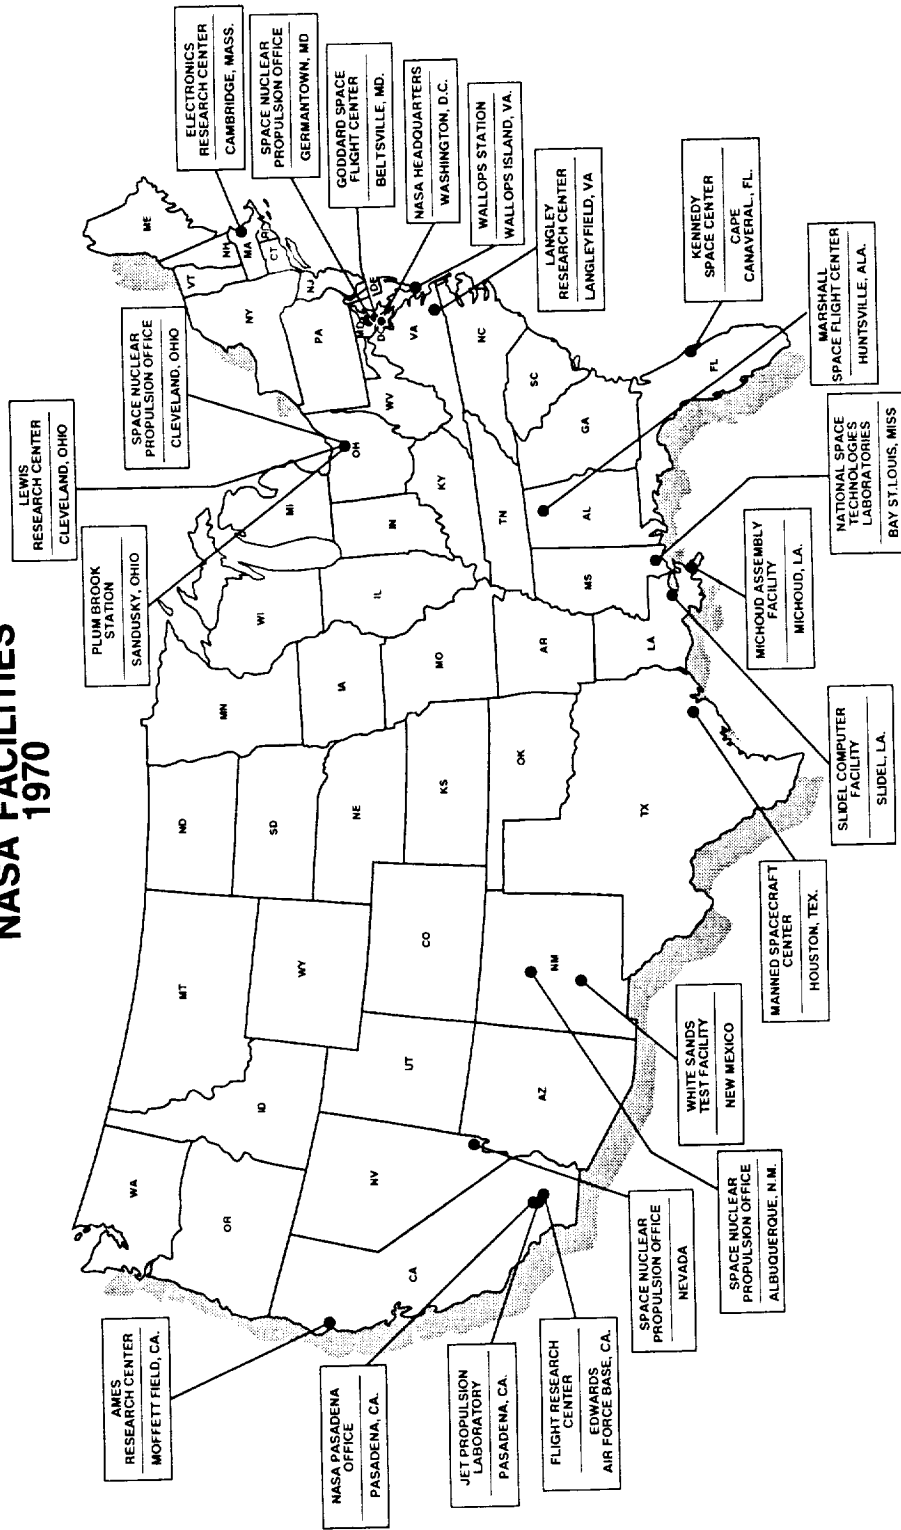 NASA FACILITIES
1970
LEWIS
RESEARCH CENTER
CLEVELAND, OHIO
PLUM BROOK
STATION
SANDUSKY, OHIO
SPACE NUCLEAR
PROPULSION OFFICE
CLEVELAND, OHIO
ELECTRONICS
RESEARCH CENTER
CAMBRIDGE, MASS.
SPACE NUCLEAR
PROPULSION OFFICE
GERMANTOWN, MD
GODDARD SPACE
FLIGHT CENTER
BELTSVILLE, MD.
NASA HEADQUARTERS
WASHINGTON, D.C.
WALLOPS STATION
WALLOPS ISLAND, VA.
LANGLEY
RESEARCH CENTER
LANGLEY FIELD, VA
KENNEDY
SPACE CENTER
CAPE
CANAVERAL, FL.
MARSHALL
SPACE FLIGHT CENTER
HUNTSVILLE, ALA.
NATIONAL SPACE
TECHNOLOGIES
LABORATORIES
BAY ST.LOUIS, MISS
MICHOUD ASSEMBLY
FACILITY
MICHOUD, LA.
SLIDEL COMPUTER
FACILITY
SLIDEL, LA.
MANNED SPACECRAFT
CENTER
HOUSTON, TEX.
WHITE SANDS
TEST FACILITY
NEW MEXICO
SPACE NUCLEAR
PROPULSION OFFICE
ALBUQUERQUE, N.M.
SPACE NUCLEAR
PROPULSION OFFICE
NEVADA
FLIGHT RESEARCH
CENTER
EDWARDS
AIR FORCE BASE, CA.
JET PROPULSION
LABORATORY
PASADENA, CA.
NASA PASADENA
OFFICE
PASADENA, CA.
AMES
RESEARCH CENTER
MOFFETT FIELD, CA.
WA
OR
CA
NV
ID
MT
WY
UT
AZ
CO
NM
ND
SD
NE
KS
OK
TX
MN
IA
MO
AR
LA
WI
IL
MI
IN
OH
KY
TN
MS
AL
GA
FL
SC
NC
VA
WV
PA
NY
VT
NH
ME
MA
RI
CT
NJ
DE
MD
DC